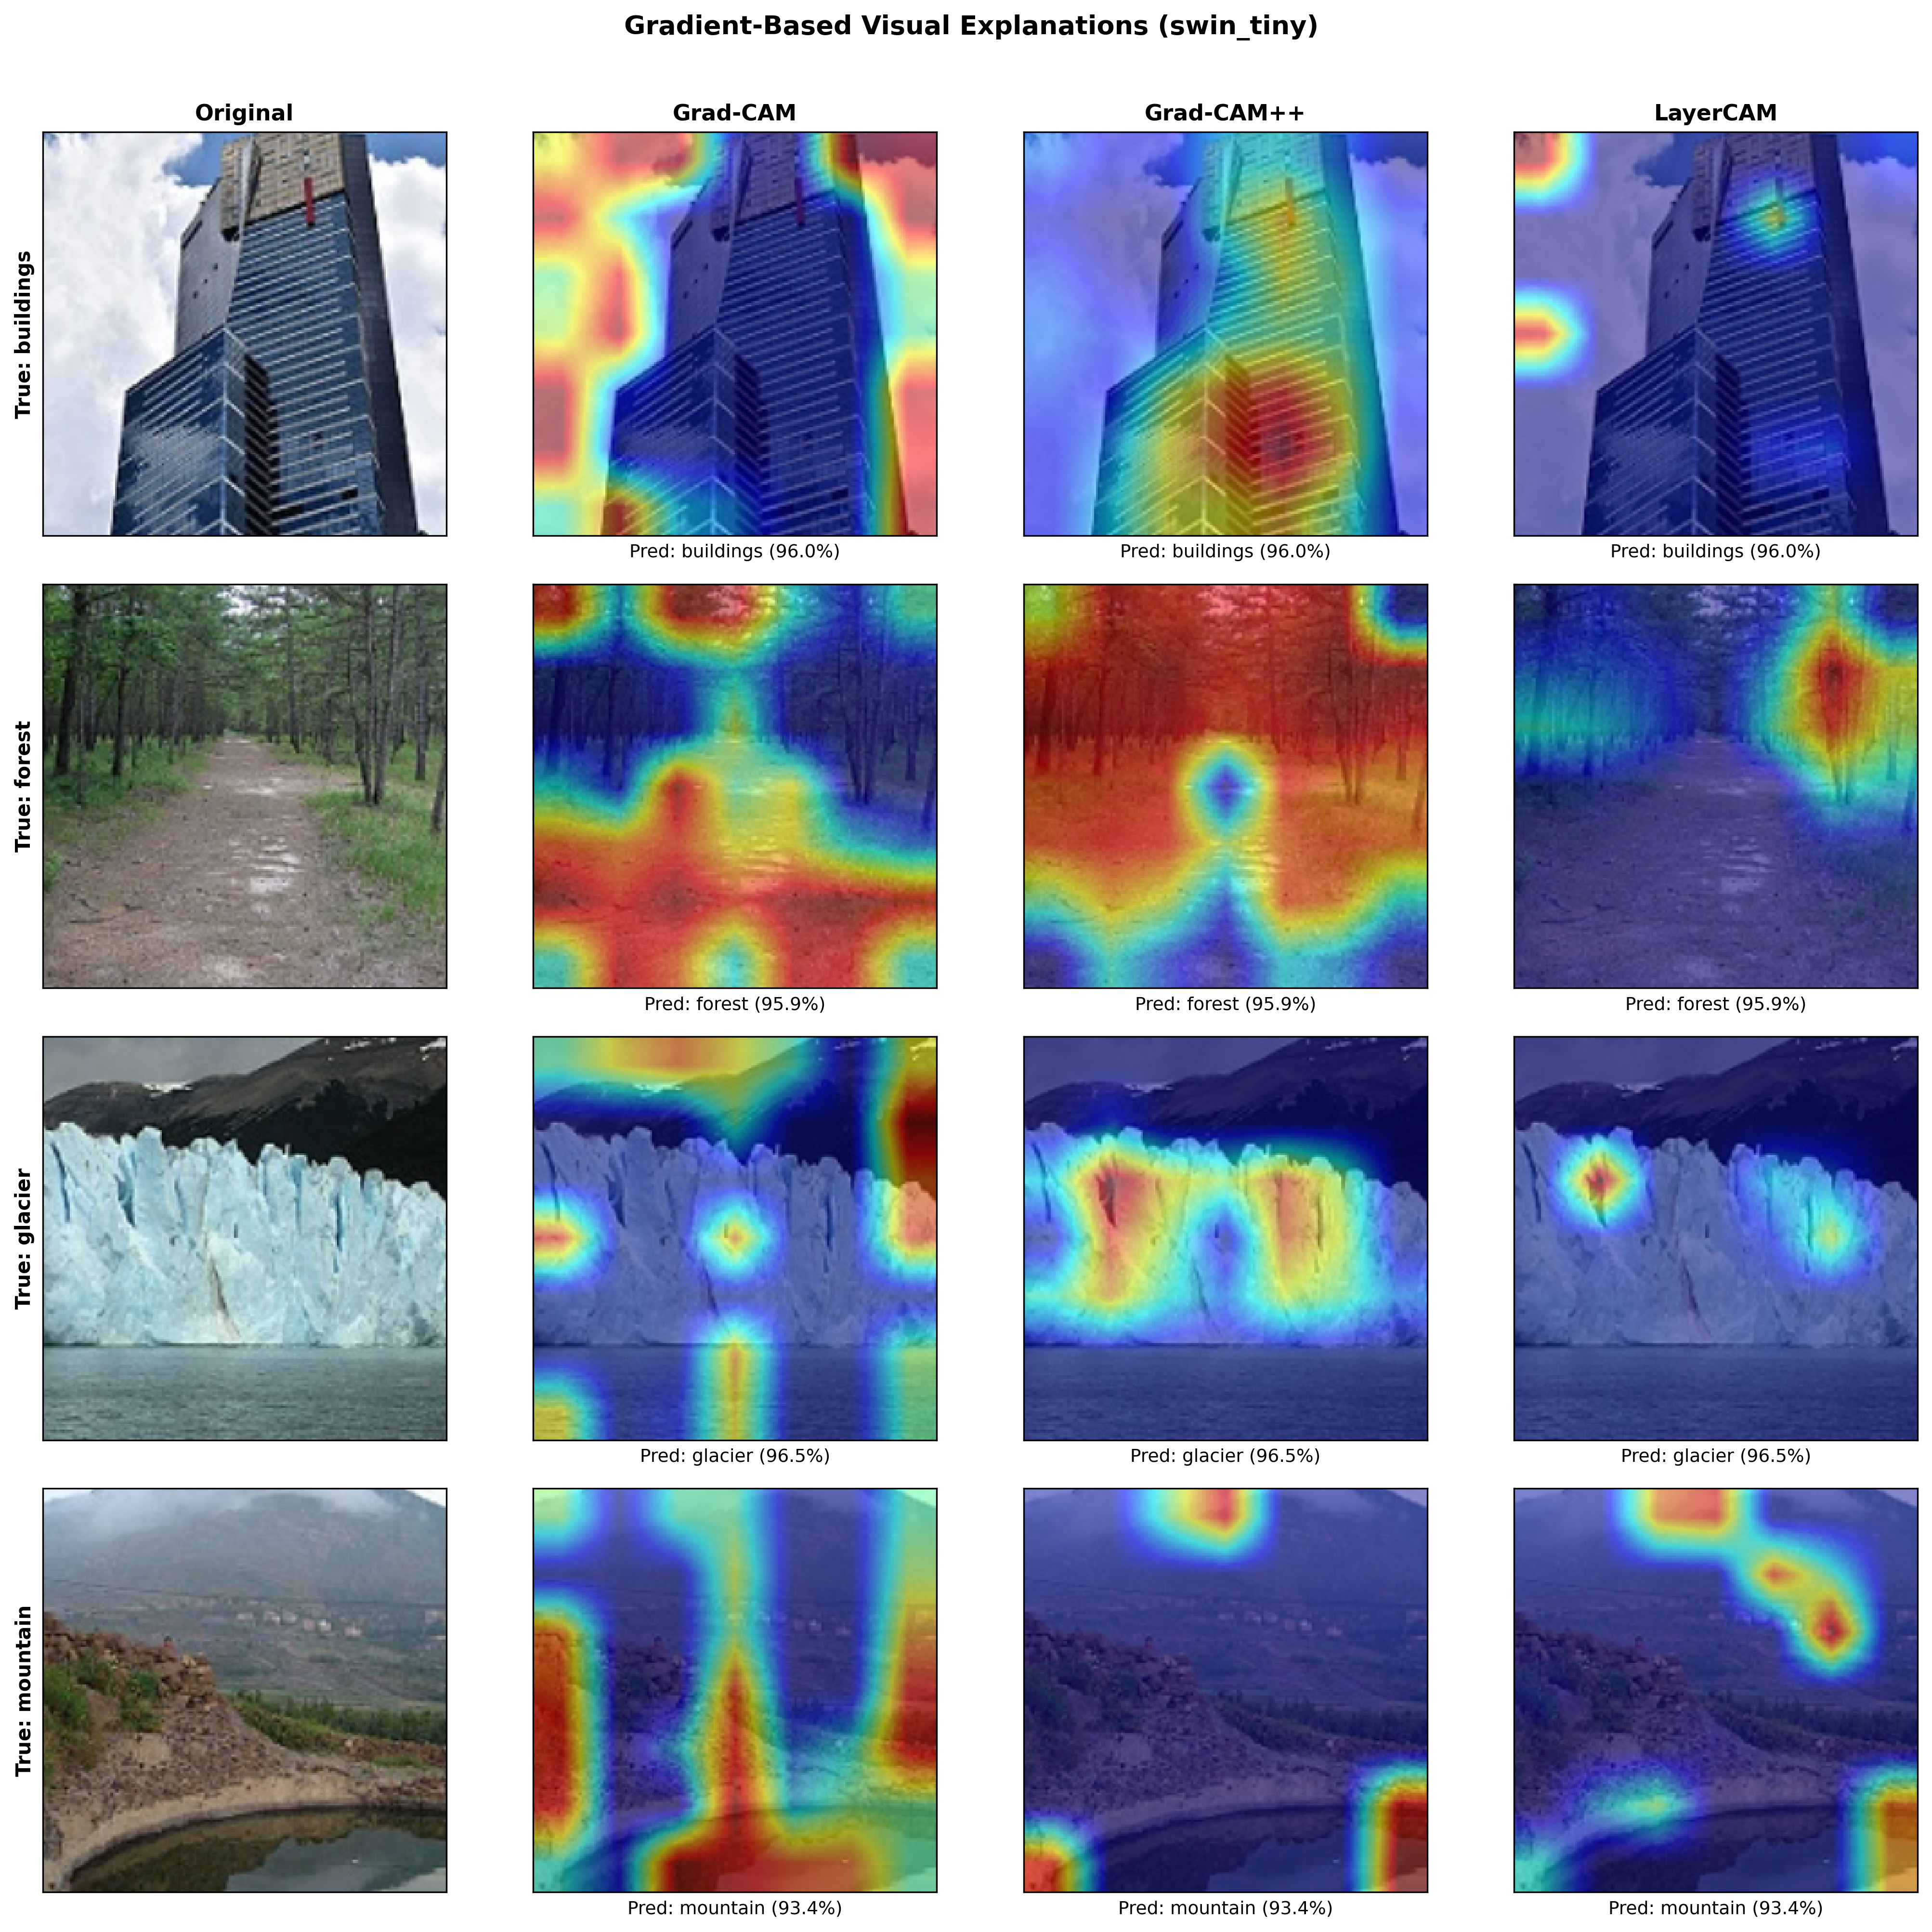 Gradient-Based Visual Explanations (swin_tiny)
Original
Grad-CAM
Grad-CAM++
LayerCAM
True: buildings
Pred: buildings (96.0%)
Pred: buildings (96.0%)
Pred: buildings (96.0%)
True: forest
Pred: forest (95.9%)
Pred: forest (95.9%)
Pred: forest (95.9%)
True: glacier
Pred: glacier (96.5%)
Pred: glacier (96.5%)
Pred: glacier (96.5%)
True: mountain
Pred: mountain (93.4%)
Pred: mountain (93.4%)
Pred: mountain (93.4%)